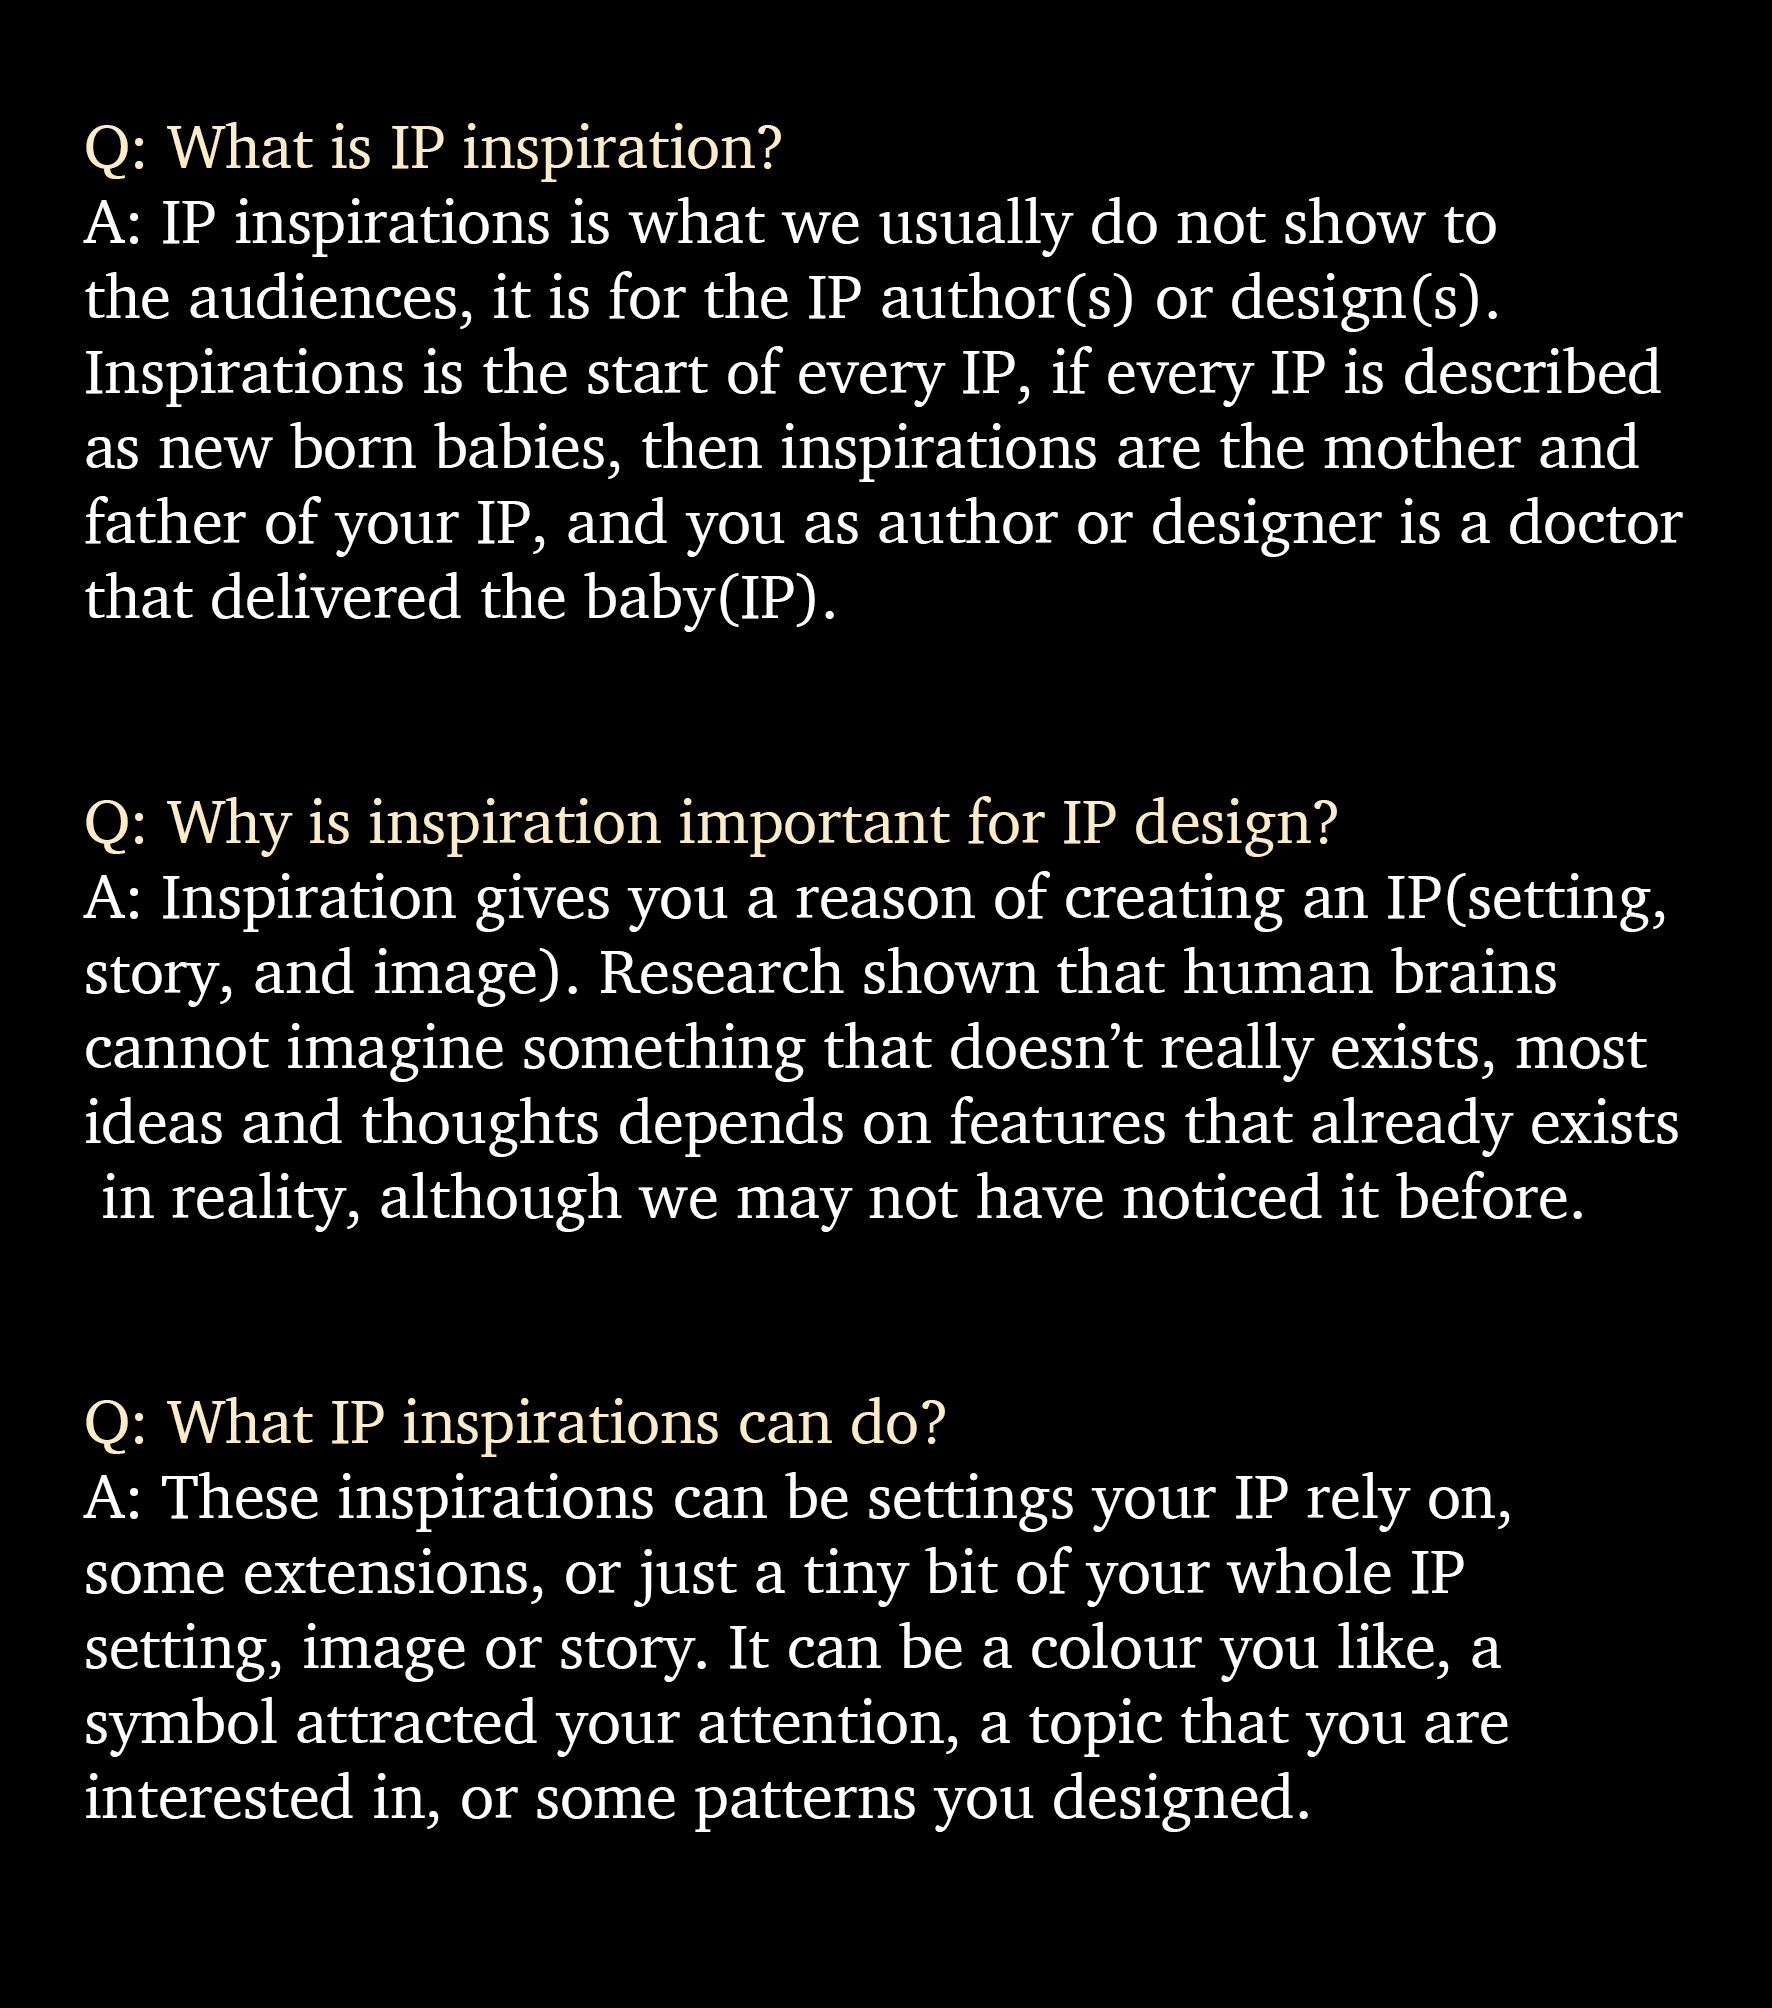 Q: What is IP inspiration?
A: IP inspirations is what we usually do not show to
the audiences, it is for the IP author(s) or design(s).
Inspirations is the start of every IP, if every IP is described
as new born babies, then inspirations are the mother and
father of your IP, and you as author or designer is a doctor
that delivered the baby(IP).
Q: Why is inspiration important for IP design?
A: Inspiration gives you a reason of creating an IP(setting,
story, and image). Research shown that human brains
cannot imagine something that doesn’t really exists, most
ideas and thoughts depends on features that already exists
in reality, although we may not have noticed it before.
Q: What IP inspirations can do?
A: These inspirations can be settings your IP rely on,
some extensions, or just a tiny bit of your whole IP
setting, image or story. It can be a colour you like, a
symbol attracted your attention, a topic that you are
interested in, or some patterns you designed.